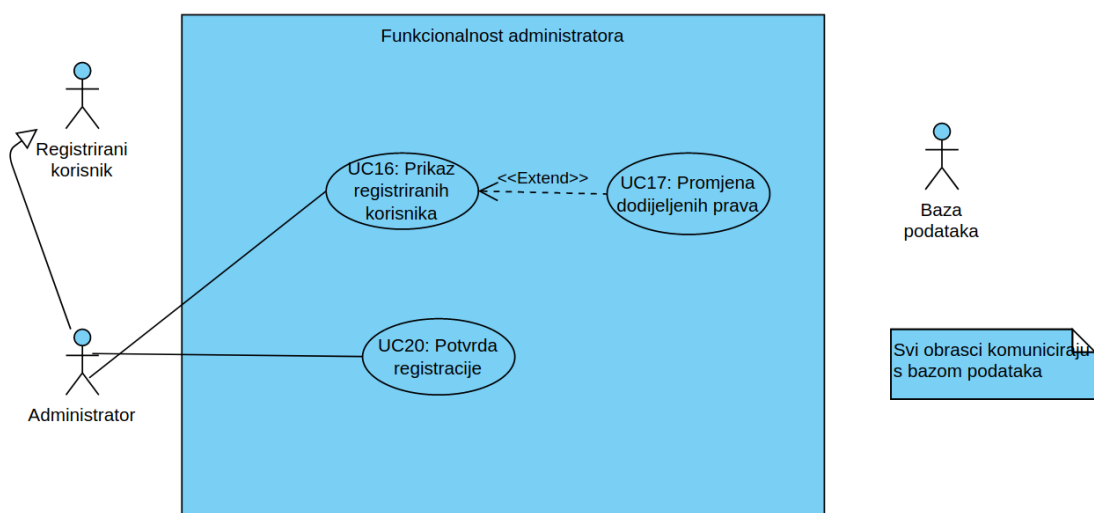 Funkcionalnost administratora
Registrirani
korisnik
UC16: Prikaz
registriranih
korisnika
<<Extend>>
UC17: Promjena
dodijeljenih prava
Baza
podataka
UC20: Potvrda
registracije
Svi obrasci komuniciraju
s bazom podataka
Administrator